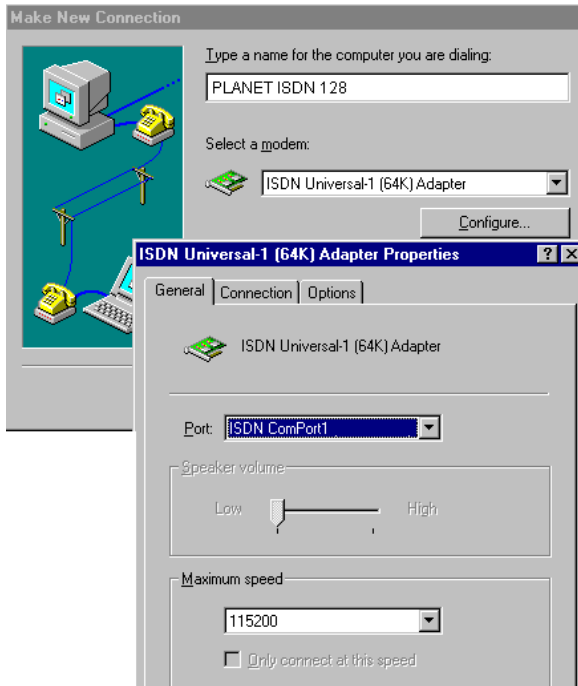 Make New Connection
Type a name for the computer you are dialing:
PLANET ISDN 128
Select a modem:
ISDN Universal-1 (64K) Adapter
Configure...
ISDN Universal-1 (64K) Adapter Properties
General Connection Options
ISDN Universal-1 (64K) Adapter
Port: ISDN ComPort1
Speaker volume
Low High
Maximum speed
115200
Only connect at this speed